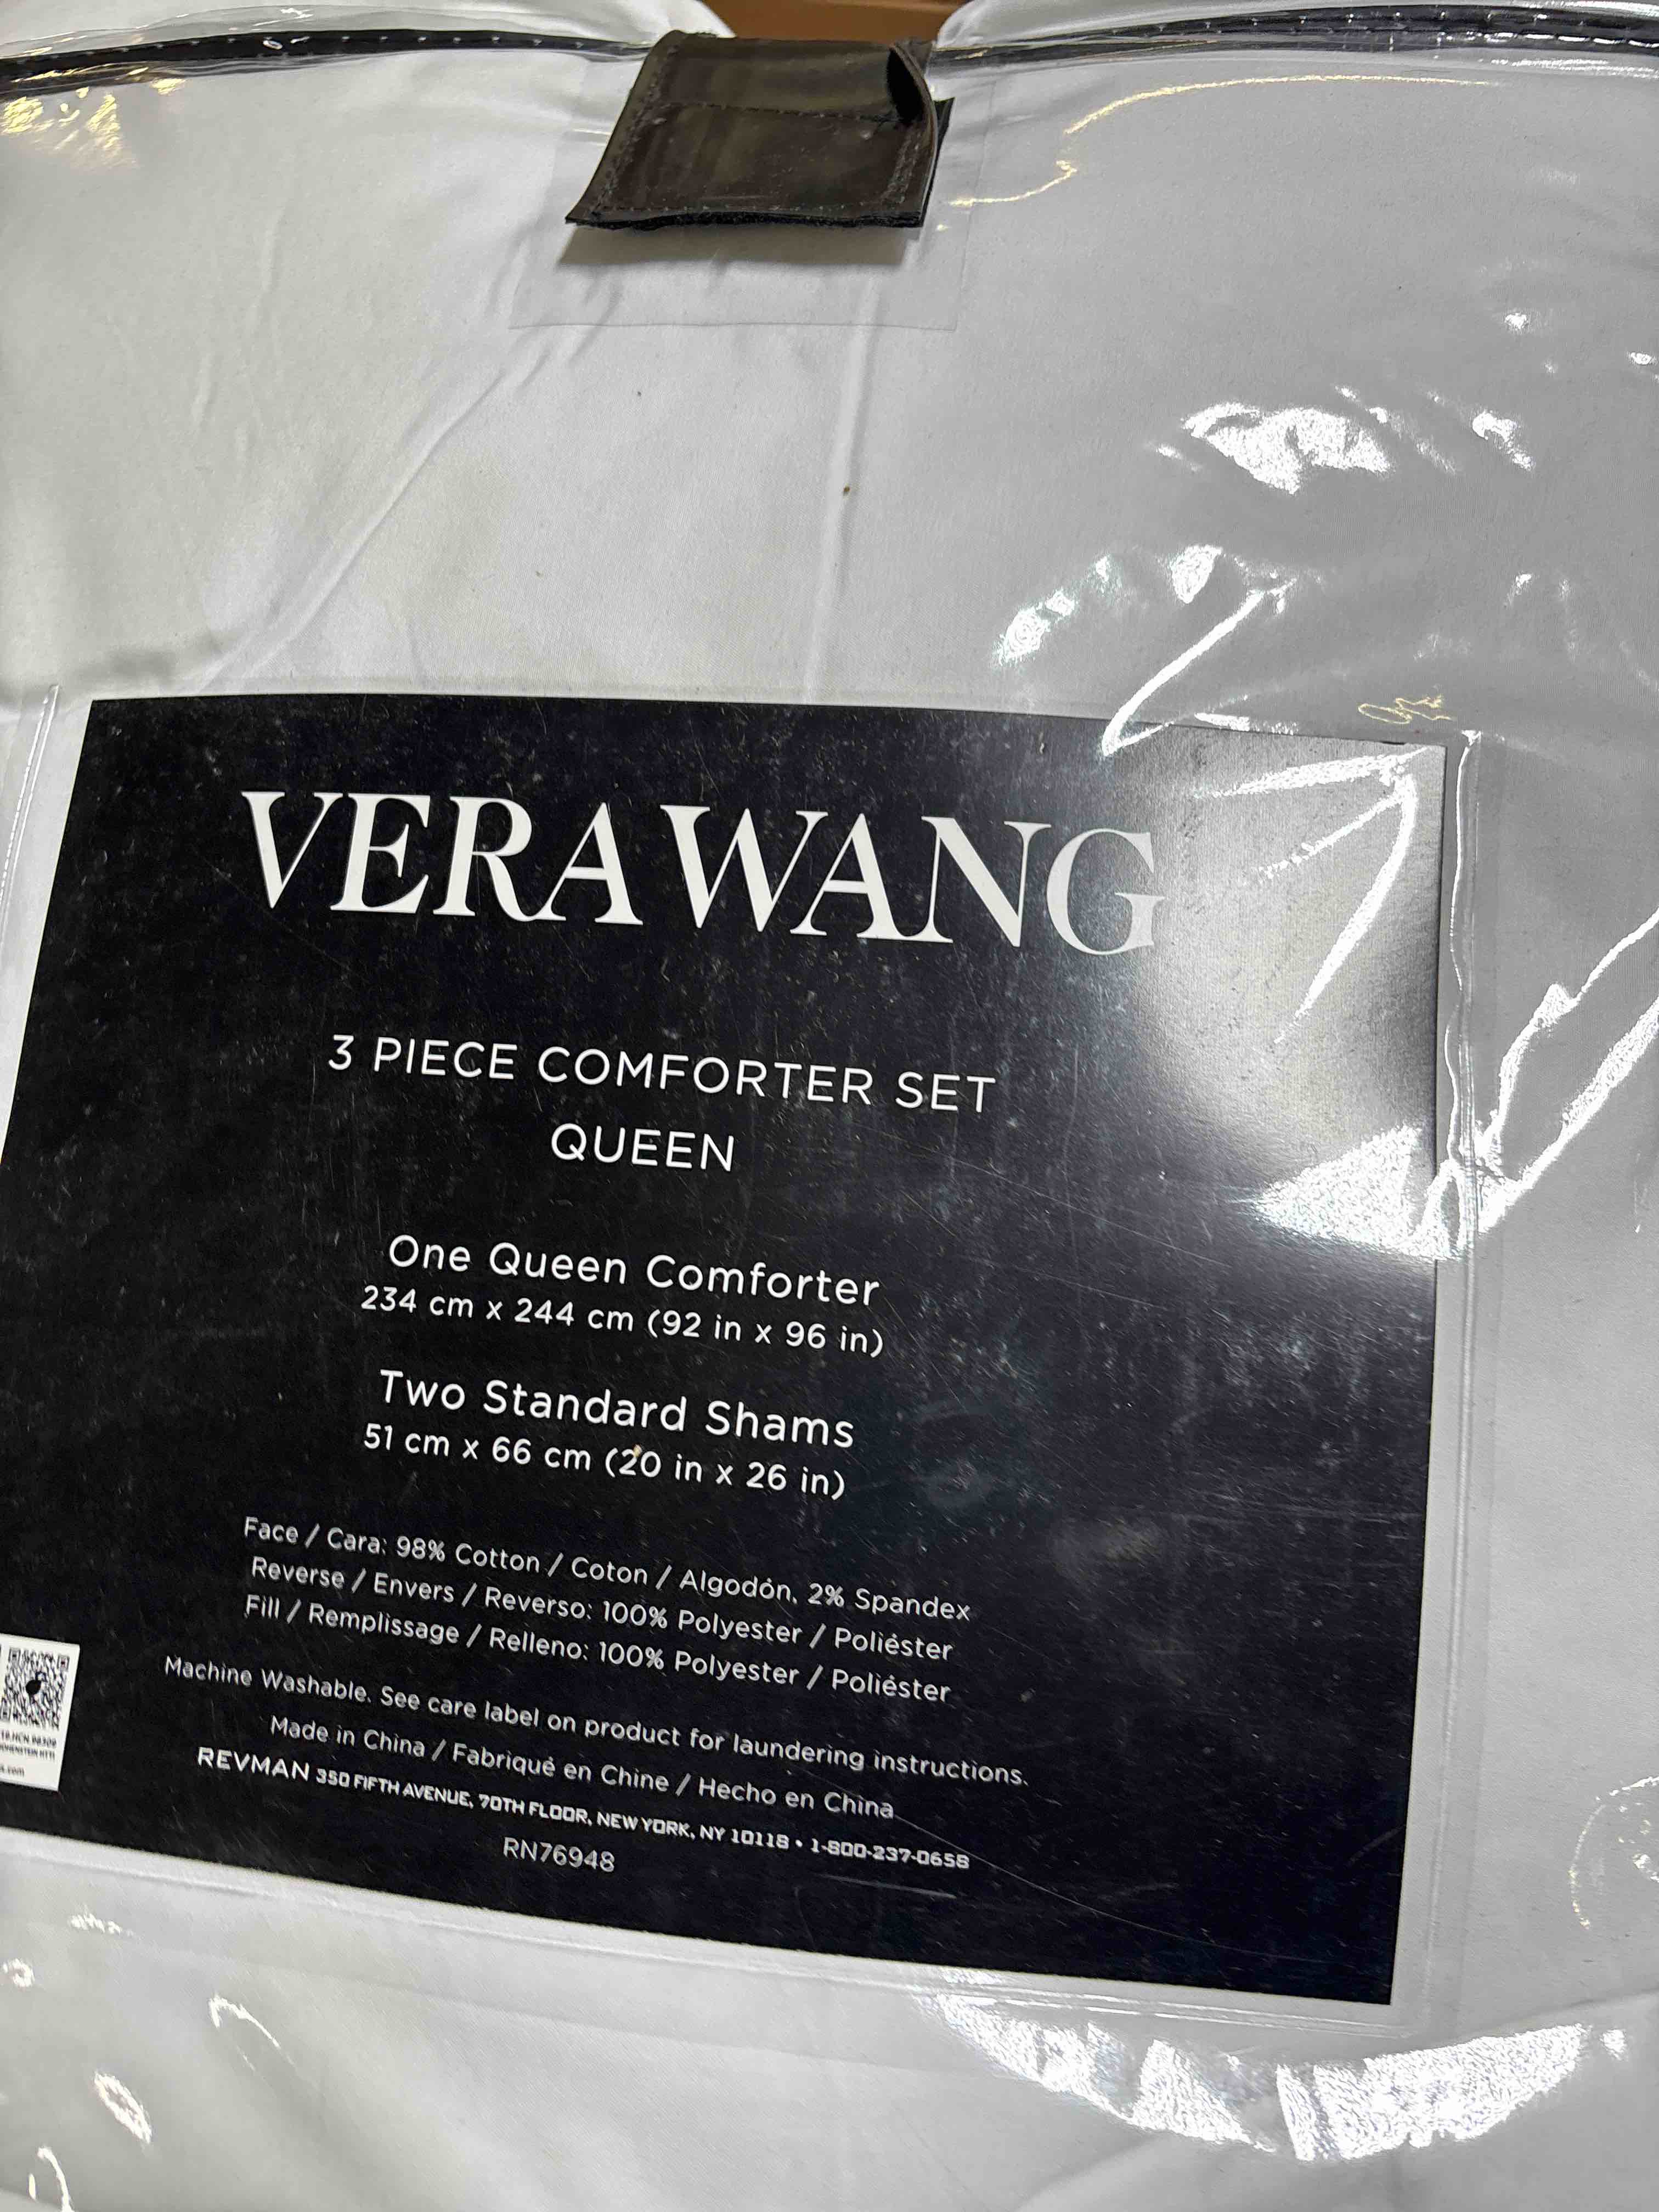 VERA WANG
3 PIECE COMFORTER SET
QUEEN
One Queen Comforter
234 cm x 244 cm (92 in x 96 in)
Two Standard Shams
51 cm x 66 cm (20 in x 26 in)
Face / Cara: 98% Cotton / Coton / Algodón, 2% Spandex
Reverse / Envers / Reverso: 100% Polyester / Poliéster
Fill / Remplissage / Relleno: 100% Polyester / Poliéster
Machine Washable. See care label on product for laundering instructions.
Made in China / Fabriqué en Chine / Hecho en China
REVMAN 350 FIFTH AVENUE, 70TH FLOOR, NEW YORK, NY 10118 • 1-800-237-0658
RN76948